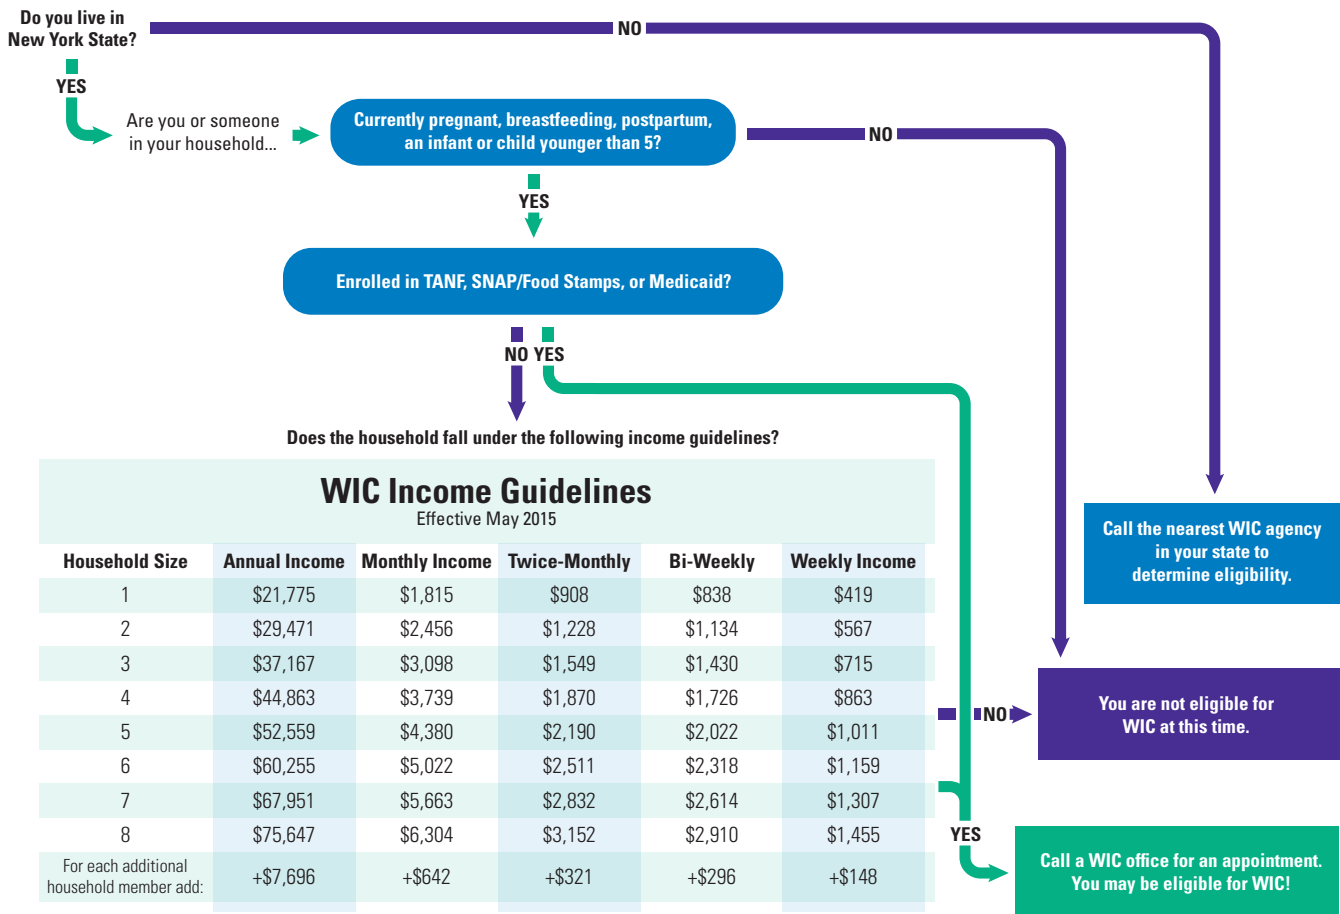 Do you live in
New York State?
NO
YES
Are you or someone
in your household...
Currently pregnant, breastfeeding, postpartum,
an infant or child younger than 5?
NO
YES
Enrolled in TANF, SNAP/Food Stamps, or Medicaid?
NO YES
Does the household fall under the following income guidelines?
WIC Income Guidelines
Effective May 2015
Household Size Annual Income Monthly Income Twice-Monthly Bi-Weekly Weekly Income
1 $21,775 $1,815 $908 $838 $419
2 $29,471 $2,456 $1,228 $1,134 $567
3 $37,167 $3,098 $1,549 $1,430 $715
4 $44,863 $3,739 $1,870 $1,726 $863
5 $52,559 $4,380 $2,190 $2,022 $1,011
6 $60,255 $5,022 $2,511 $2,318 $1,159
7 $67,951 $5,663 $2,832 $2,614 $1,307
8 $75,647 $6,304 $3,152 $2,910 $1,455
For each additional
household member add: +$7,696 +$642 +$321 +$296 +$148
Call the nearest WIC agency
in your state to
determine eligibility.
NO
You are not eligible for
WIC at this time.
YES
Call a WIC office for an appointment.
You may be eligible for WIC!